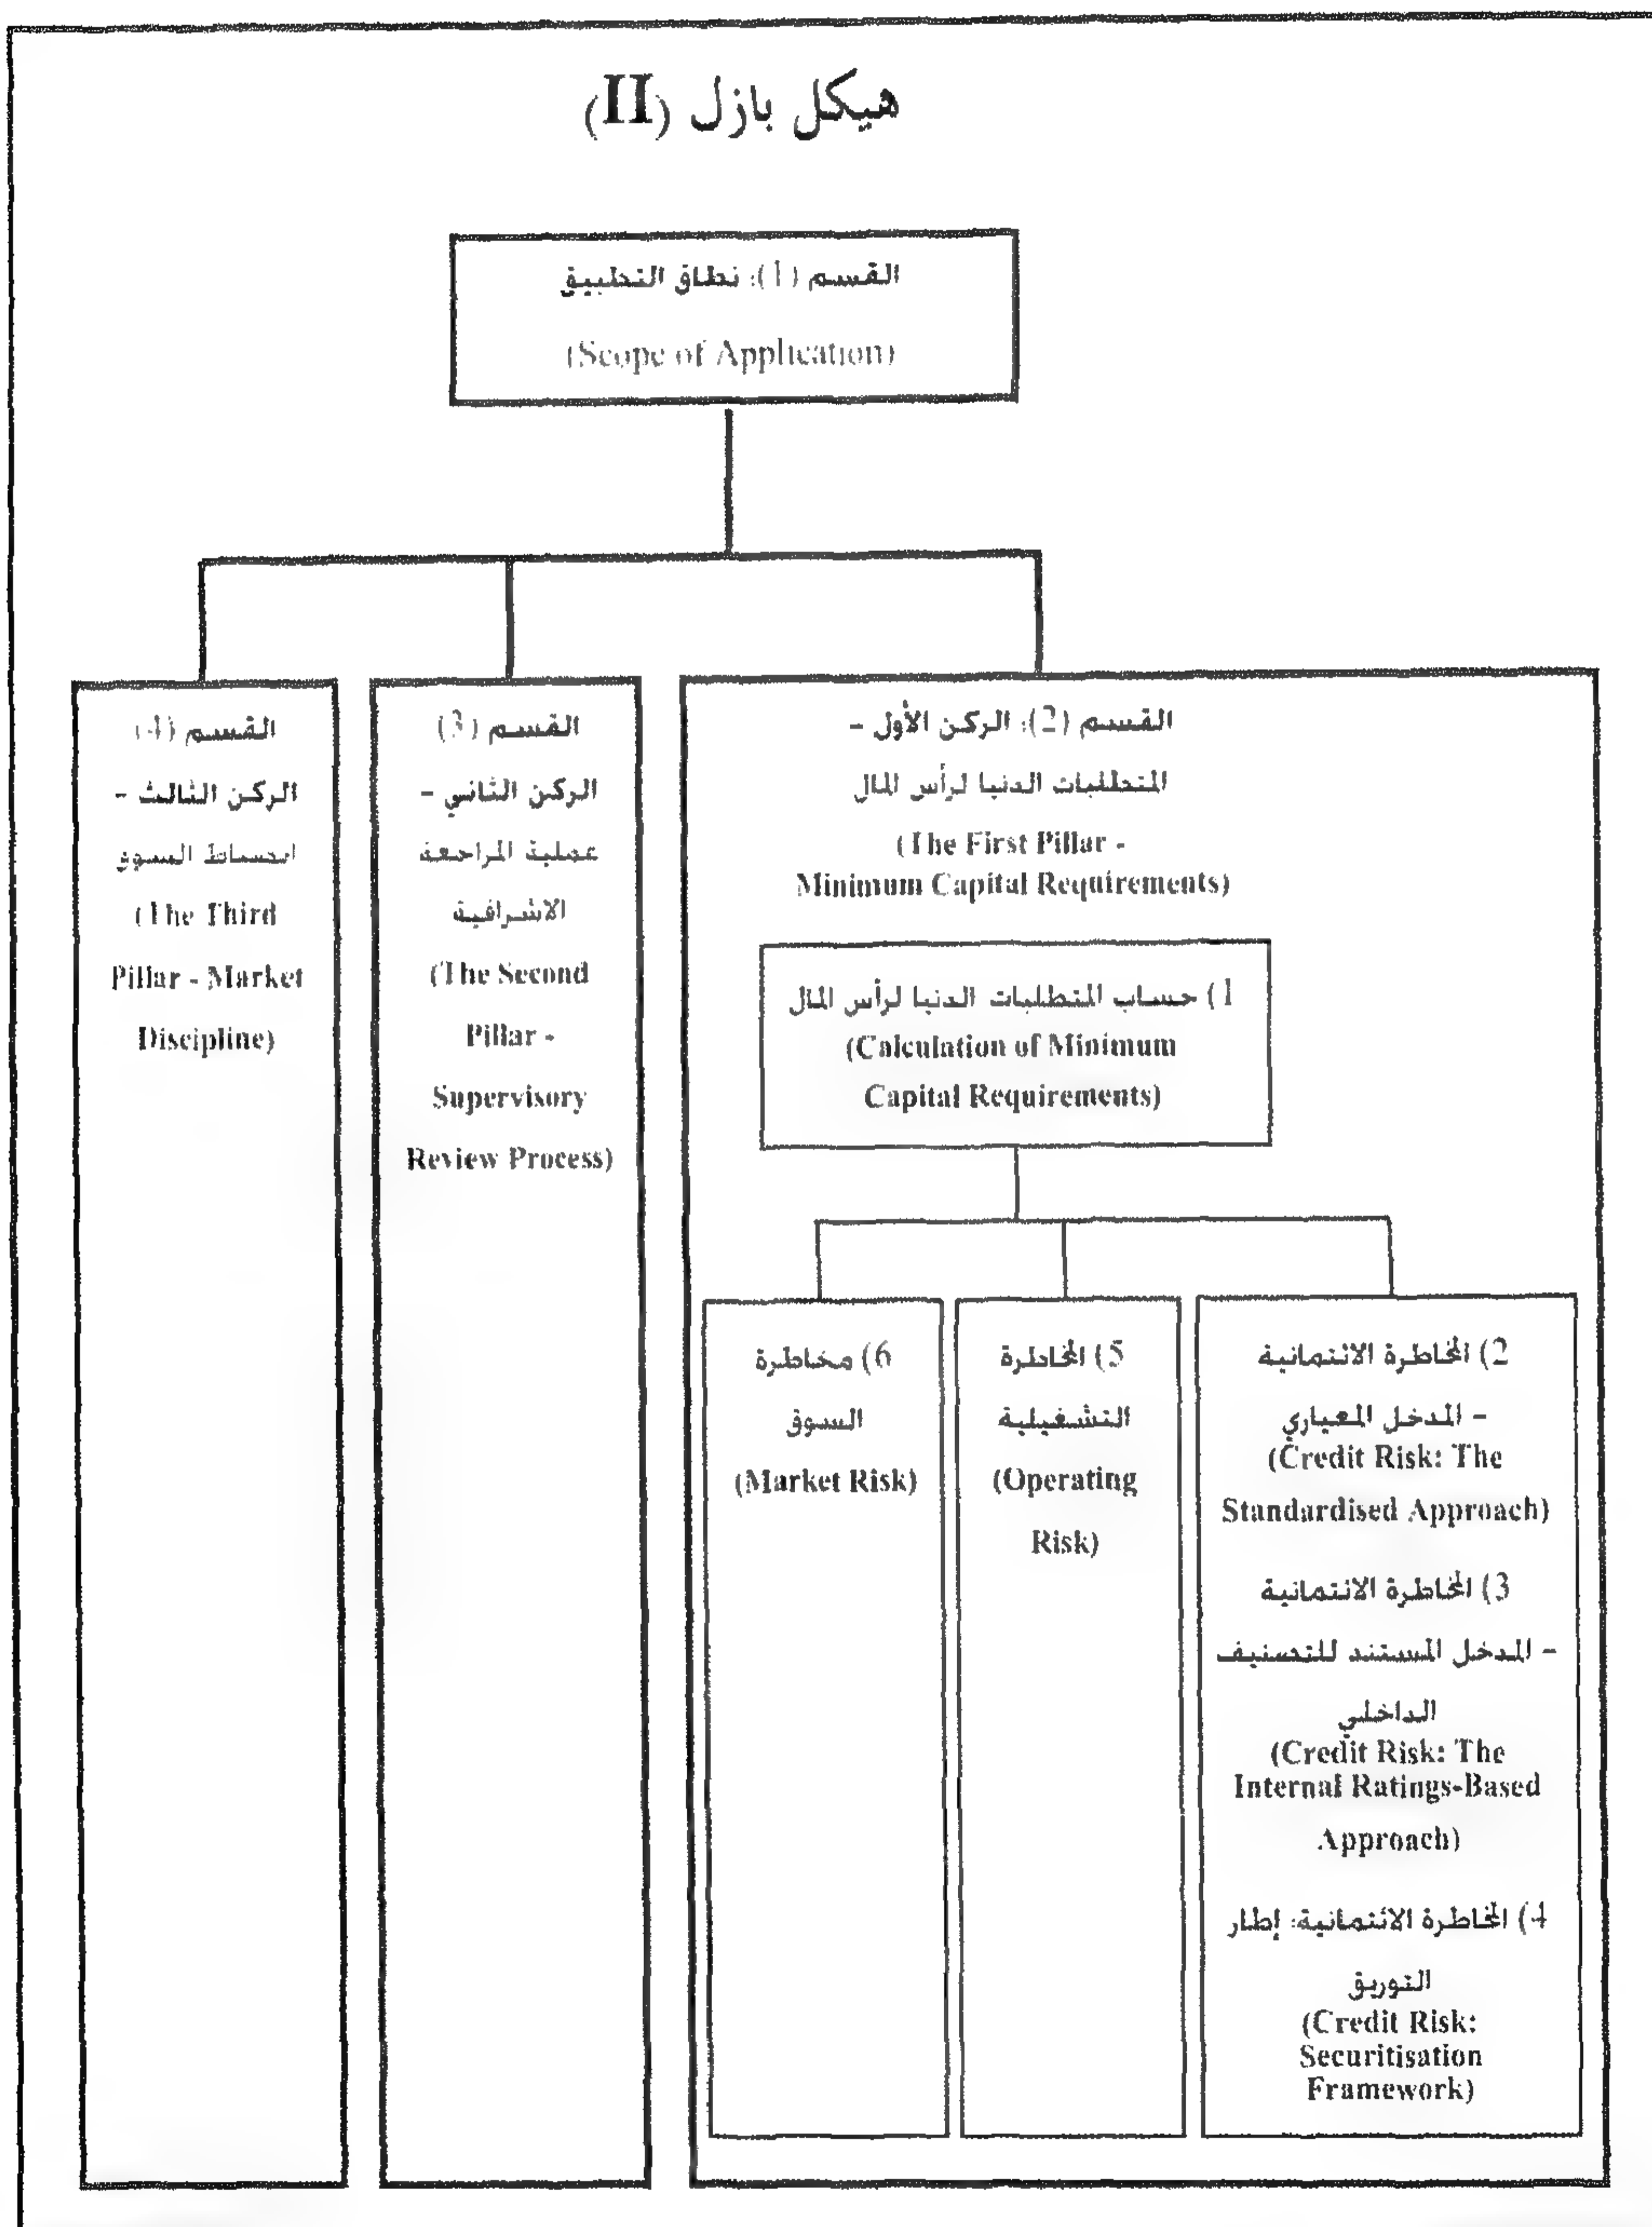 هيكل بازل (II)
القسم (1): نطاق التطبيق
(Scope of Application)
القسم (2): الركن الأول -
المتطلبات الدنيا لرأس المال
(The First Pillar -
Minimum Capital Requirements)
1) حساب المتطلبات الدنيا لرأس المال
(Calculation of Minimum
Capital Requirements)
2) المخاطرة الائتمانية
- المدخل المعياري
(Credit Risk: The
Standardised Approach)
3) المخاطرة الائتمانية
- المدخل المستند للتصنيف
الداخلي
(Credit Risk: The
Internal Ratings-Based
Approach)
4) المخاطرة الائتمانية: إطار
التوريق
(Credit Risk:
Securitisation
Framework)
5) المخاطرة
التشغيلية
(Operating
Risk)
6) مخاطرة
السوق
(Market Risk)
القسم (3)
الركن الثاني -
عملية المراجعة
الاشرافية
(The Second
Pillar -
Supervisory
Review Process)
القسم (4)
الركن الثالث -
انضباط السوق
(The Third
Pillar - Market
Discipline)